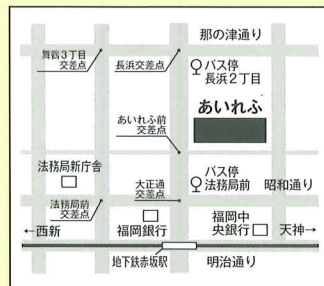 那の津通り
舞鶴3丁目
交差点
長浜交差点
バス停
長浜2丁目
あいれふ
あいれふ前
交差点
法務局新庁舎
大正通
交差点
バス停
法務局前
昭和通り
法務局前
交差点
福岡銀行
福岡中
央銀行
←西新
天神→
地下鉄赤坂駅
明治通り